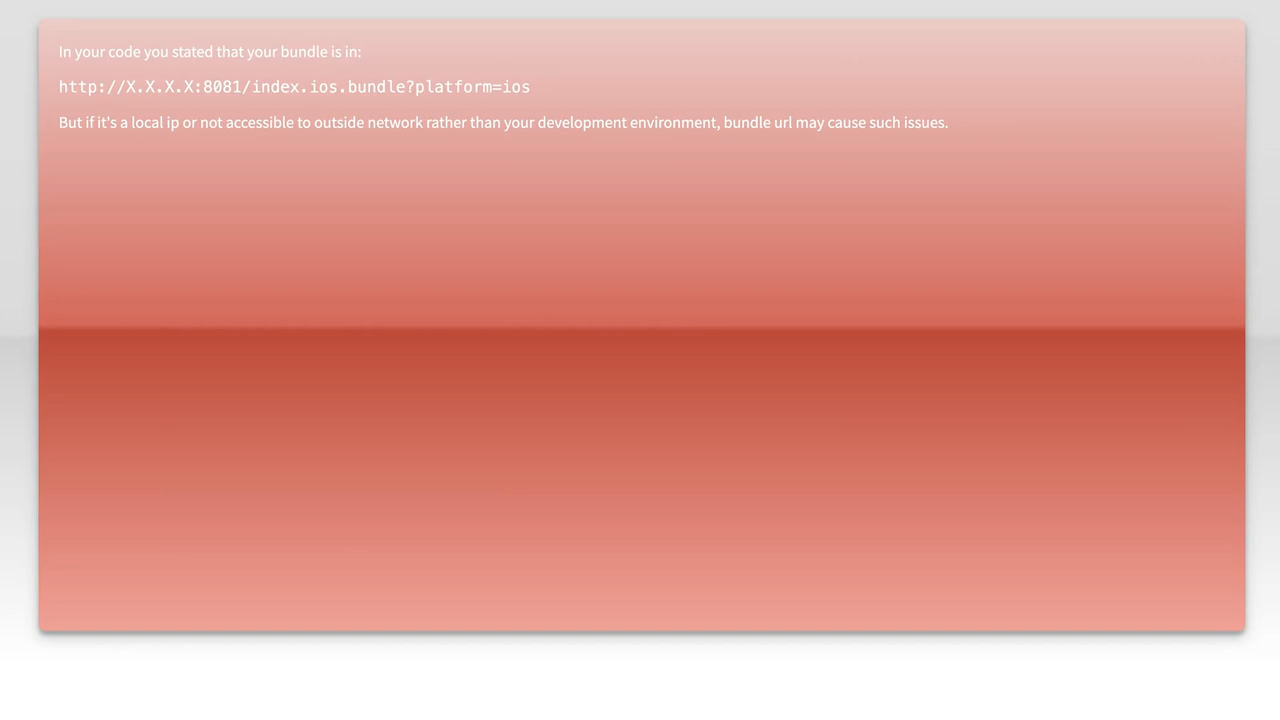 In your code you stated that your bundle is in:
http://X.X.X.X:8081/index.ios.bundle?platform=ios
But if it's a local ip or not accessible to outside network rather than your development environment, bundle url may cause such issues.